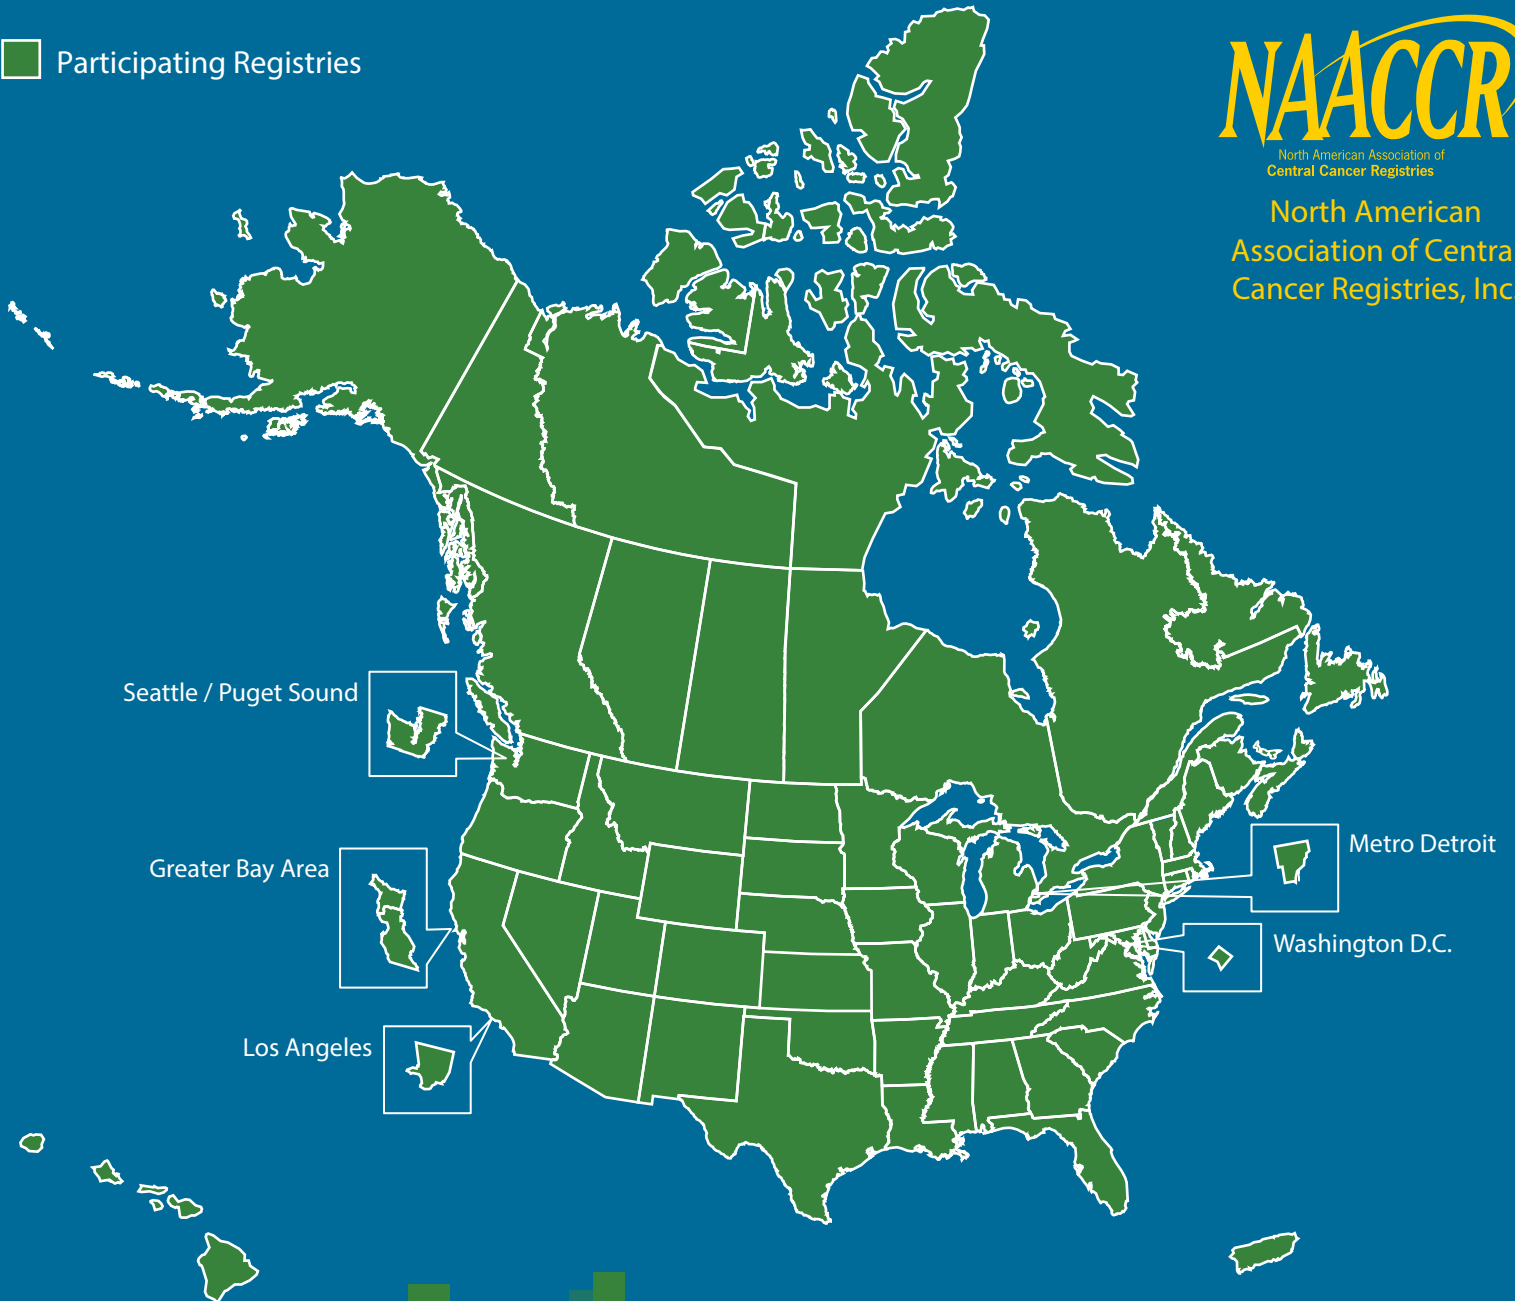 Participating Registries
NAACCR
North American Association of
Central Cancer Registries
North American
Association of Centra
Cancer Registries, Inc.
Seattle / Puget Sound
Greater Bay Area
Los Angeles
Metro Detroit
Washington D.C.